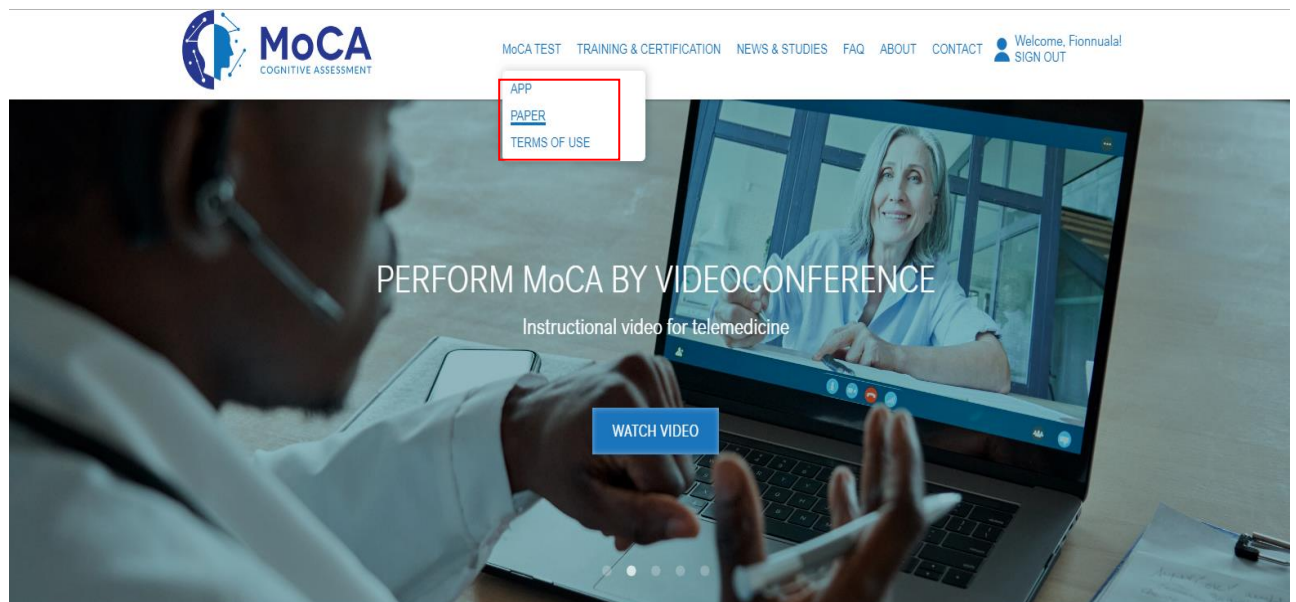 MoCA
COGNITIVE ASSESSMENT
MoCA TEST TRAINING & CERTIFICATION NEWS & STUDIES FAQ ABOUT CONTACT Welcome, Fionnuala!
SIGN OUT
APP
PAPER
TERMS OF USE
PERFORM MoCA BY VIDEOCONFERENCE
Instructional video for telemedicine
WATCH VIDEO